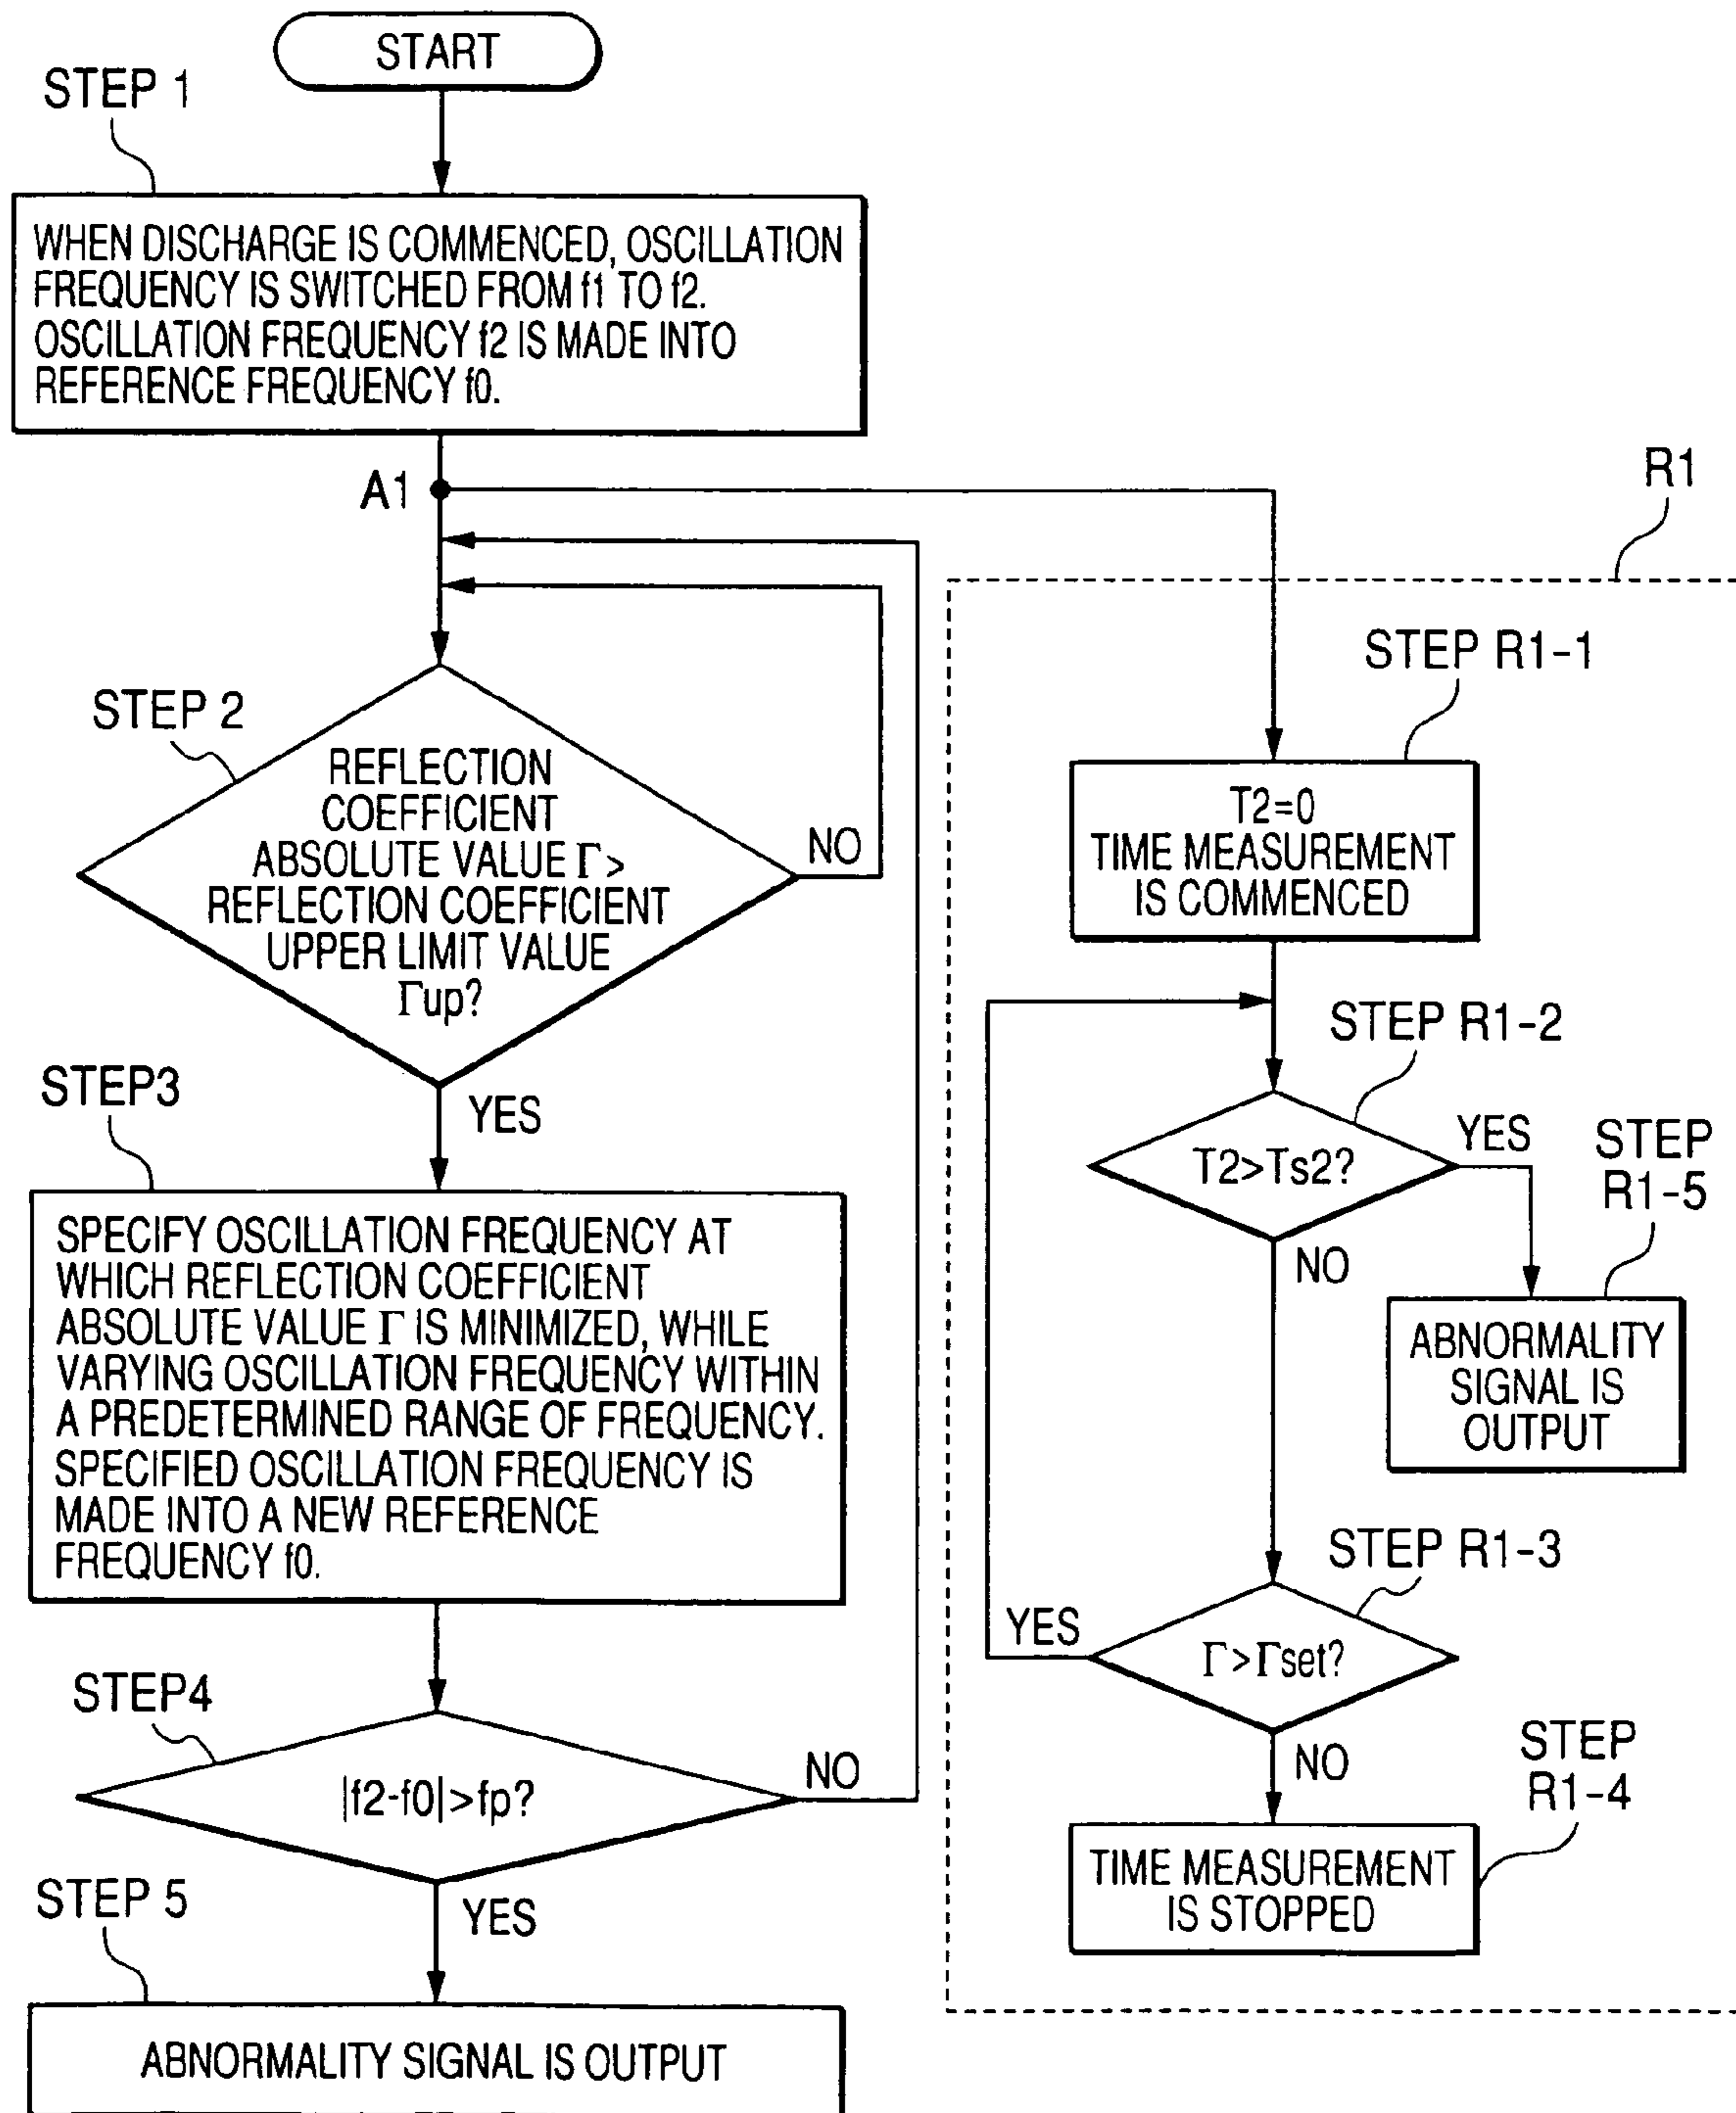 START
STEP 1
WHEN DISCHARGE IS COMMENCED, OSCILLATION
FREQUENCY IS SWITCHED FROM f1 TO f2.
OSCILLATION FREQUENCY f2 IS MADE INTO
REFERENCE FREQUENCY f0.
A1
STEP 2
REFLECTION
COEFFICIENT
ABSOLUTE VALUE Γ >
REFLECTION COEFFICIENT
UPPER LIMIT VALUE
Γup?
NO
YES
STEP3
SPECIFY OSCILLATION FREQUENCY AT
WHICH REFLECTION COEFFICIENT
ABSOLUTE VALUE Γ IS MINIMIZED, WHILE
VARYING OSCILLATION FREQUENCY WITHIN
A PREDETERMINED RANGE OF FREQUENCY.
SPECIFIED OSCILLATION FREQUENCY IS
MADE INTO A NEW REFERENCE
FREQUENCY f0.
STEP4
|f2-f0|>fp?
NO
YES
STEP 5
ABNORMALITY SIGNAL IS OUTPUT
R1
STEP R1-1
T2=0
TIME MEASUREMENT
IS COMMENCED
STEP R1-2
T2>Ts2?
YES
NO
STEP
R1-5
ABNORMALITY
SIGNAL IS
OUTPUT
STEP R1-3
Γ>Γset?
YES
NO
STEP
R1-4
TIME MEASUREMENT
IS STOPPED